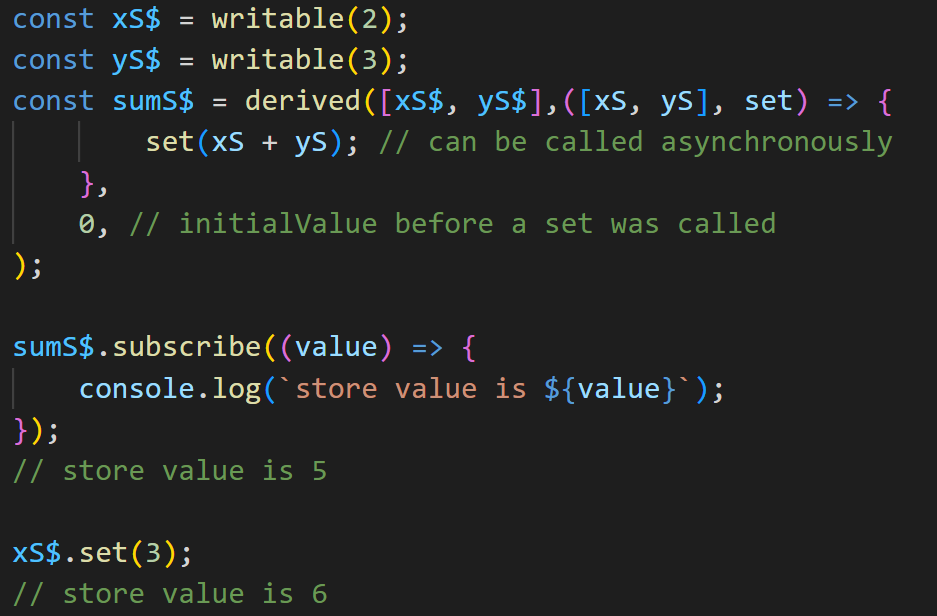 const xS$ = writable(2);
const yS$ = writable(3);
const sumS$ = derived([xS$, yS$],([xS, yS], set) => {
        set(xS + yS); // can be called asynchronously
    },
    0, // initialValue before a set was called
);

sumS$.subscribe((value) => {
    console.log(`store value is ${value}`);
});
// store value is 5

xS$.set(3);
// store value is 6